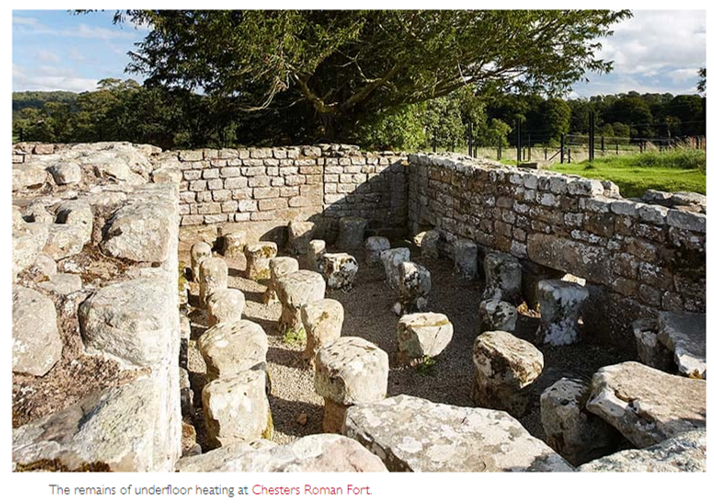 The remains of underfloor heating at Chesters Roman Fort.